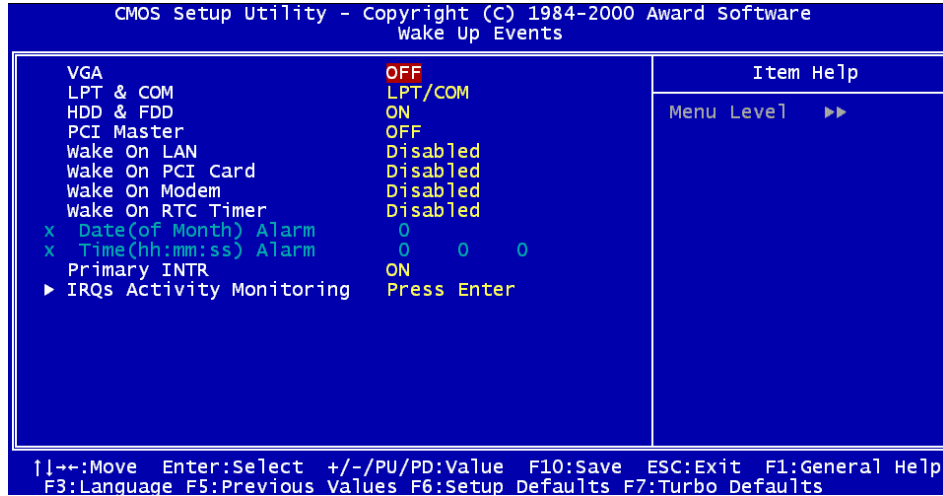 CMOS Setup Utility - Copyright (C) 1984-2000 Award Software
Wake Up Events
VGA OFF
LPT & COM LPT/COM
HDD & FDD ON
PCI Master OFF
Wake On LAN Disabled
Wake On PCI Card Disabled
Wake On Modem Disabled
Wake On RTC Timer Disabled
x Date(of Month) Alarm 0
x Time(hh:mm:ss) Alarm 0 0 0
Primary INTR ON
▶ IRQs Activity Monitoring Press Enter
Item Help
Menu Level ▶▶
↑↓→←:Move Enter:Select +/-/PU/PD:Value F10:Save ESC:Exit F1:General Help
F3:Language F5:Previous Values F6:Setup Defaults F7:Turbo Defaults